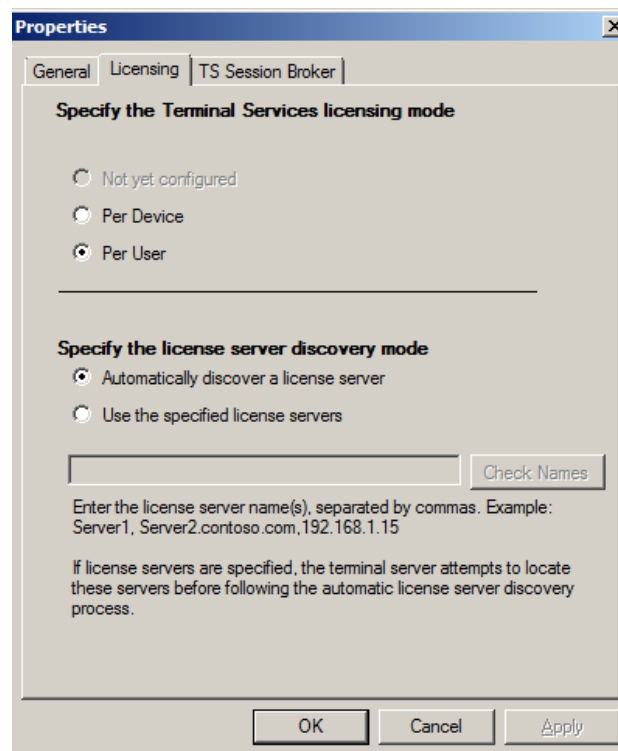 Properties
General Licensing TS Session Broker
Specify the Terminal Services licensing mode
Not yet configured
Per Device
Per User
Specify the license server discovery mode
Automatically discover a license server
Use the specified license servers
Check Names
Enter the license server name(s), separated by commas. Example:
Server1, Server2.contoso.com,192.168.1.15
If license servers are specified, the terminal server attempts to locate
these servers before following the automatic license server discovery
process.
OK Cancel Apply